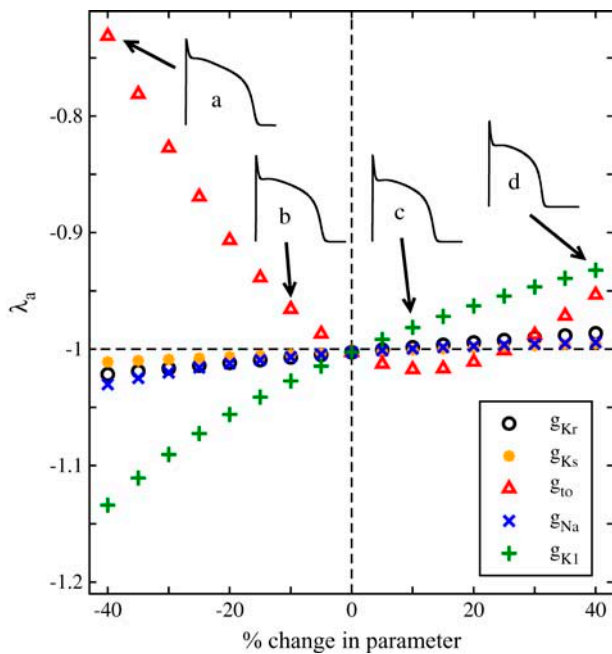 a
b
c
d
-0.8
-0.9
-1
-1.1
-1.2
λa
-40
-20
0
20
40
% change in parameter
gKr
gKs
gto
gNa
gK1